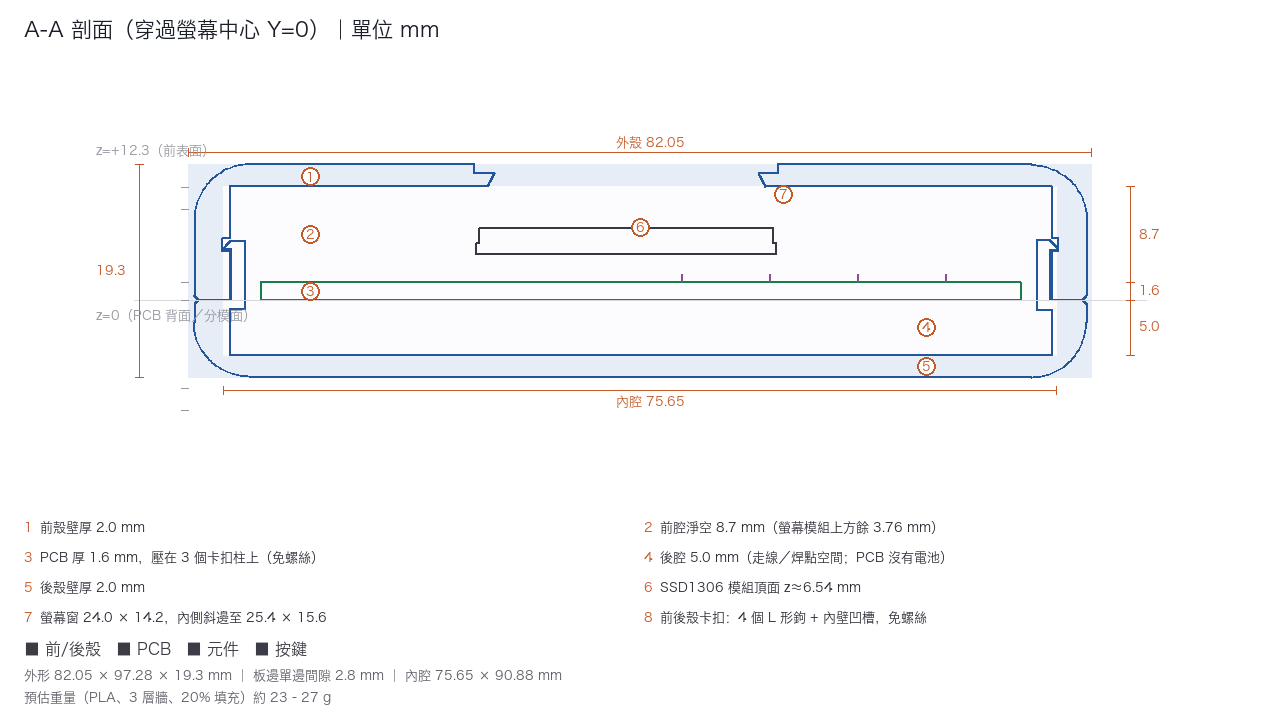 A-A 剖面（穿過螢幕中心 Y=0）｜單位 mm
外殼 82.05
z=+12.3（前表面）
1
7
2
6
8.7
19.3
3
1.6
z=0（PCB 背面／分模面）
4
5.0
5
內腔 75.65
1 前殼壁厚 2.0 mm
2 前腔淨空 8.7 mm（螢幕模組上方餘 3.76 mm）
3 PCB 厚 1.6 mm，壓在 3 個卡扣柱上（免螺絲）
4 後腔 5.0 mm（走線／焊點空間；PCB 沒有電池）
5 後殼壁厚 2.0 mm
6 SSD1306 模組頂面 z≈6.54 mm
7 螢幕窗 24.0 × 14.2，內側斜邊至 25.4 × 15.6
8 前後殼卡扣：4 個 L 形鉤 + 內壁凹槽，免螺絲
■ 前/後殼 ■ PCB ■ 元件 ■ 按鍵
外形 82.05 × 97.28 × 19.3 mm ｜ 板邊單邊間隙 2.8 mm ｜ 內腔 75.65 × 90.88 mm
預估重量（PLA、3 層牆、20% 填充）約 23 - 27 g